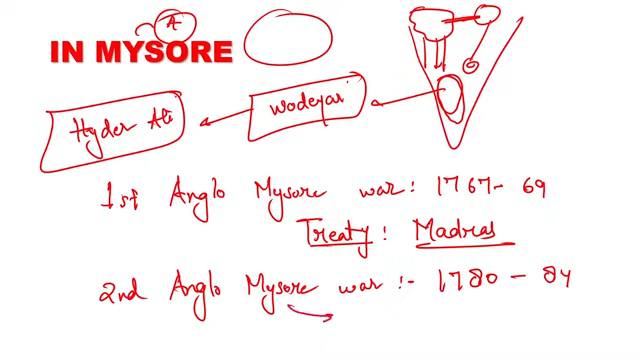 A
IN MYSORE
Wodeyar
Hyder Ali
1st Anglo Mysore war : 1767- 69
Treaty : Madras
2nd Anglo Mysore war :- 1780 - 84